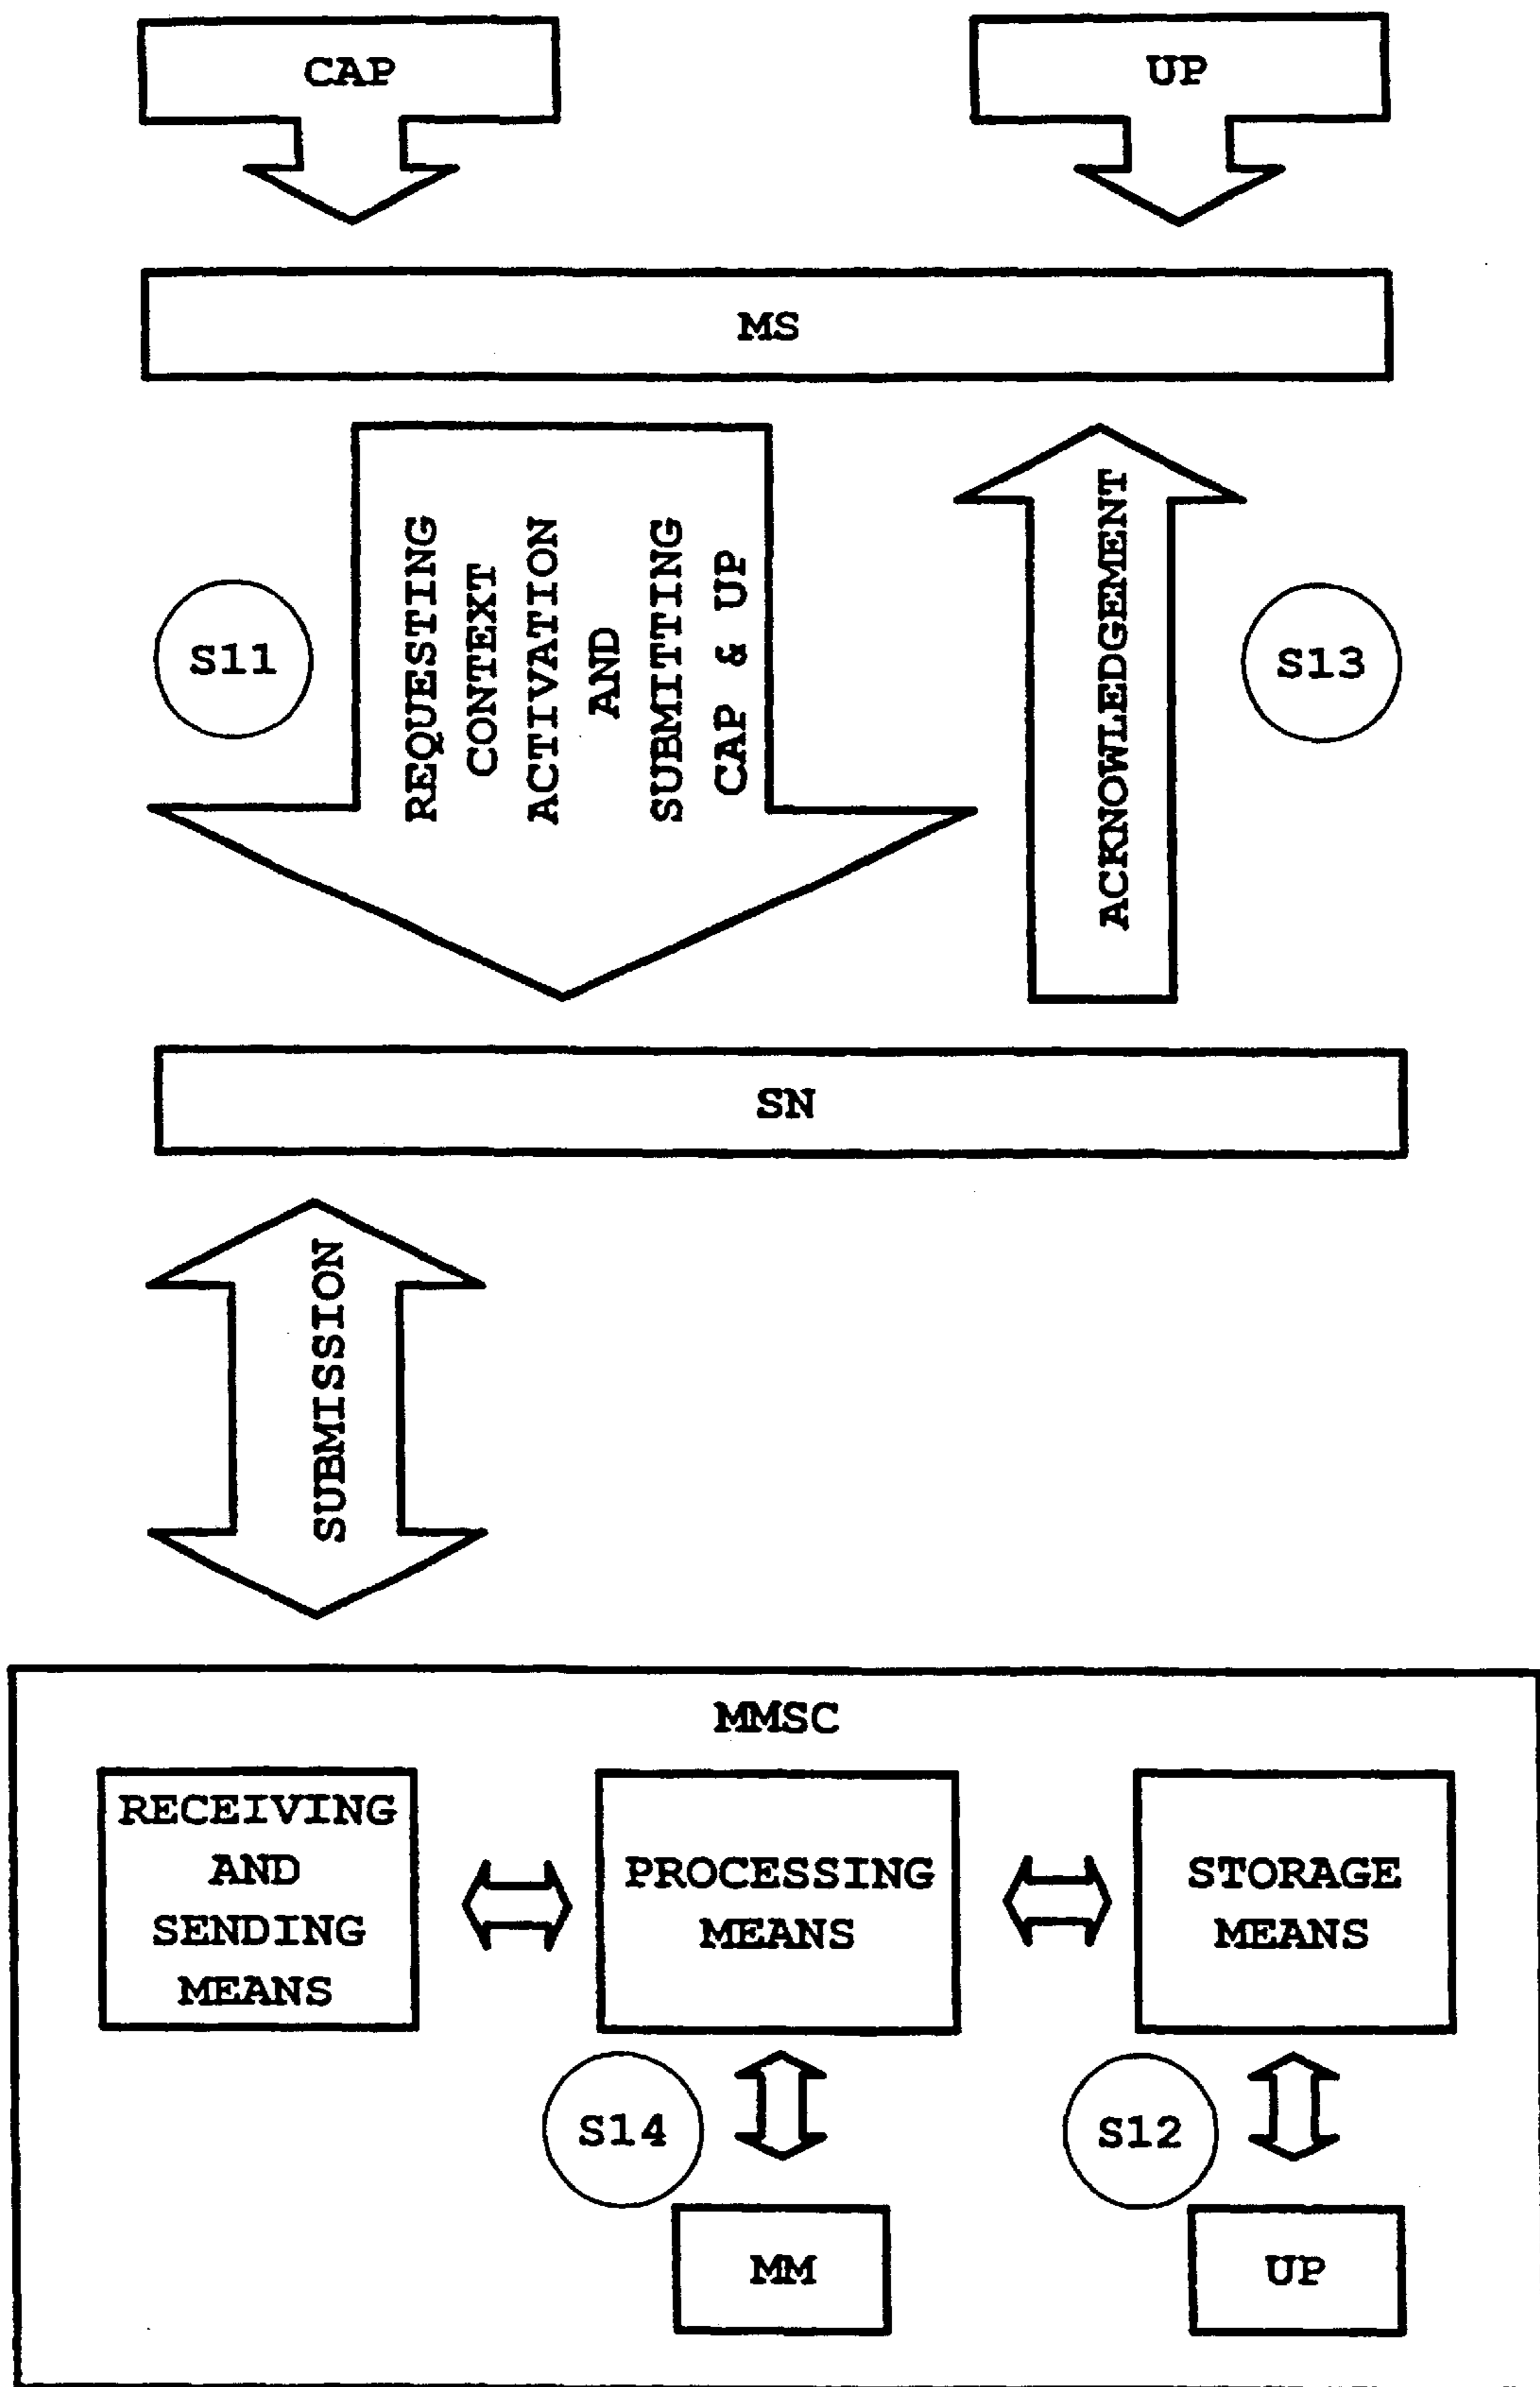 CAP
UP
MS
S11
REQUESTING
CONTEXT
ACTIVATION
AND
SUBMITTING
CAP & UP
ACKNOWLEDGEMENT
S13
SN
SUBMISSION
MMSC
RECEIVING
AND
SENDING
MEANS
PROCESSING
MEANS
STORAGE
MEANS
S14
S12
MM
UP